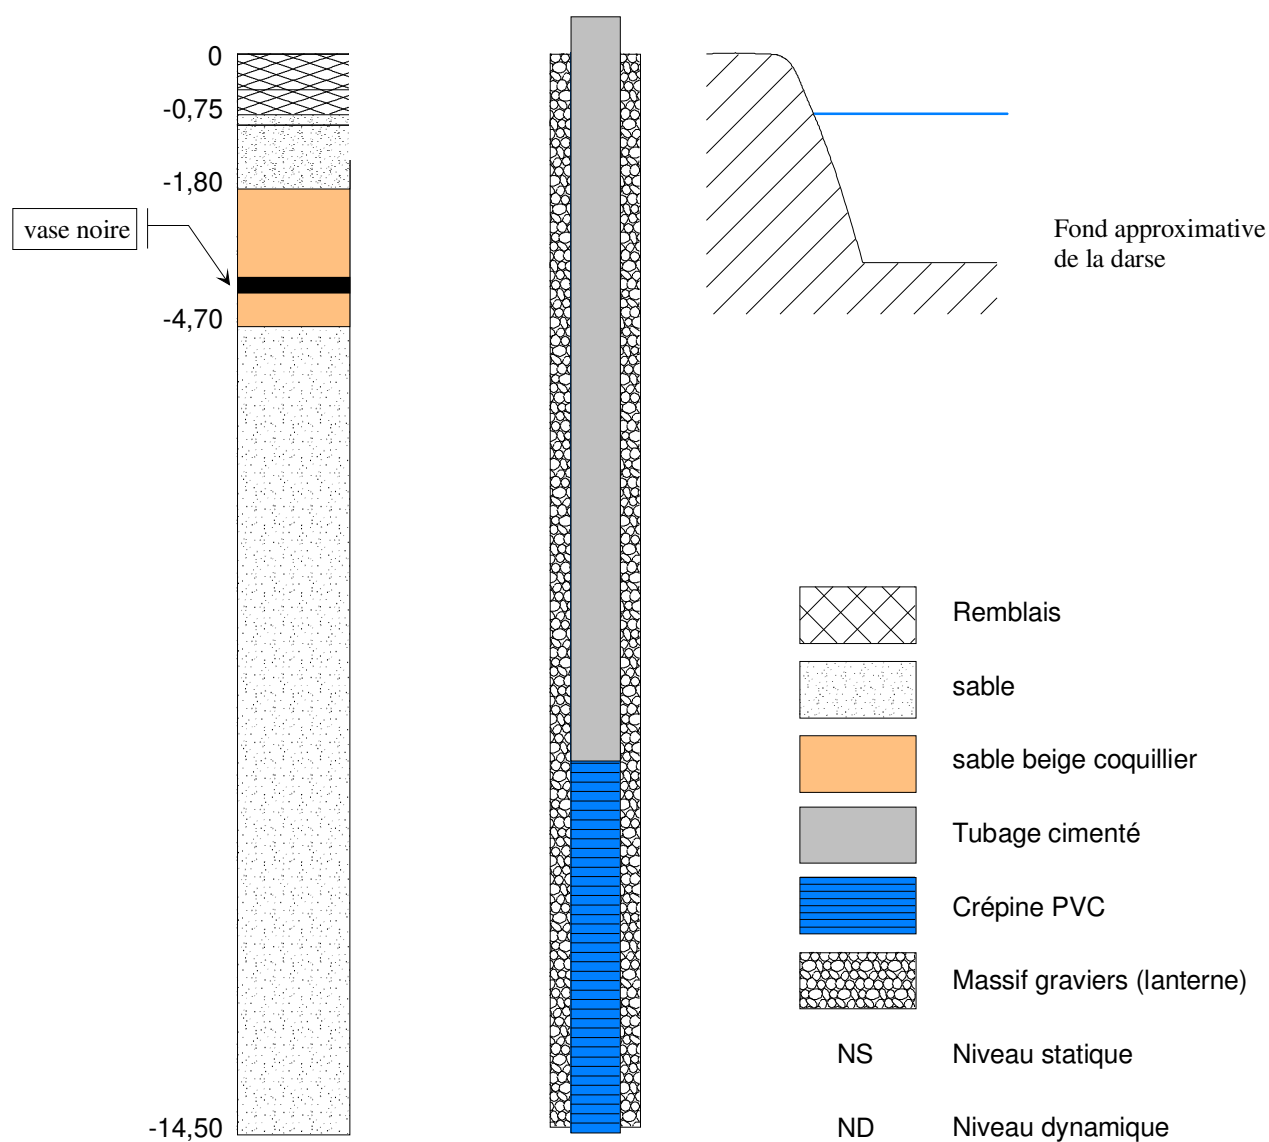 0
-0,75
-1,80
vase noire
-4,70
-14,50
Fond approximative
de la darse
Remblais
sable
sable beige coquillier
Tubage cimenté
Crépine PVC
Massif graviers (lanterne)
NS Niveau statique
ND Niveau dynamique